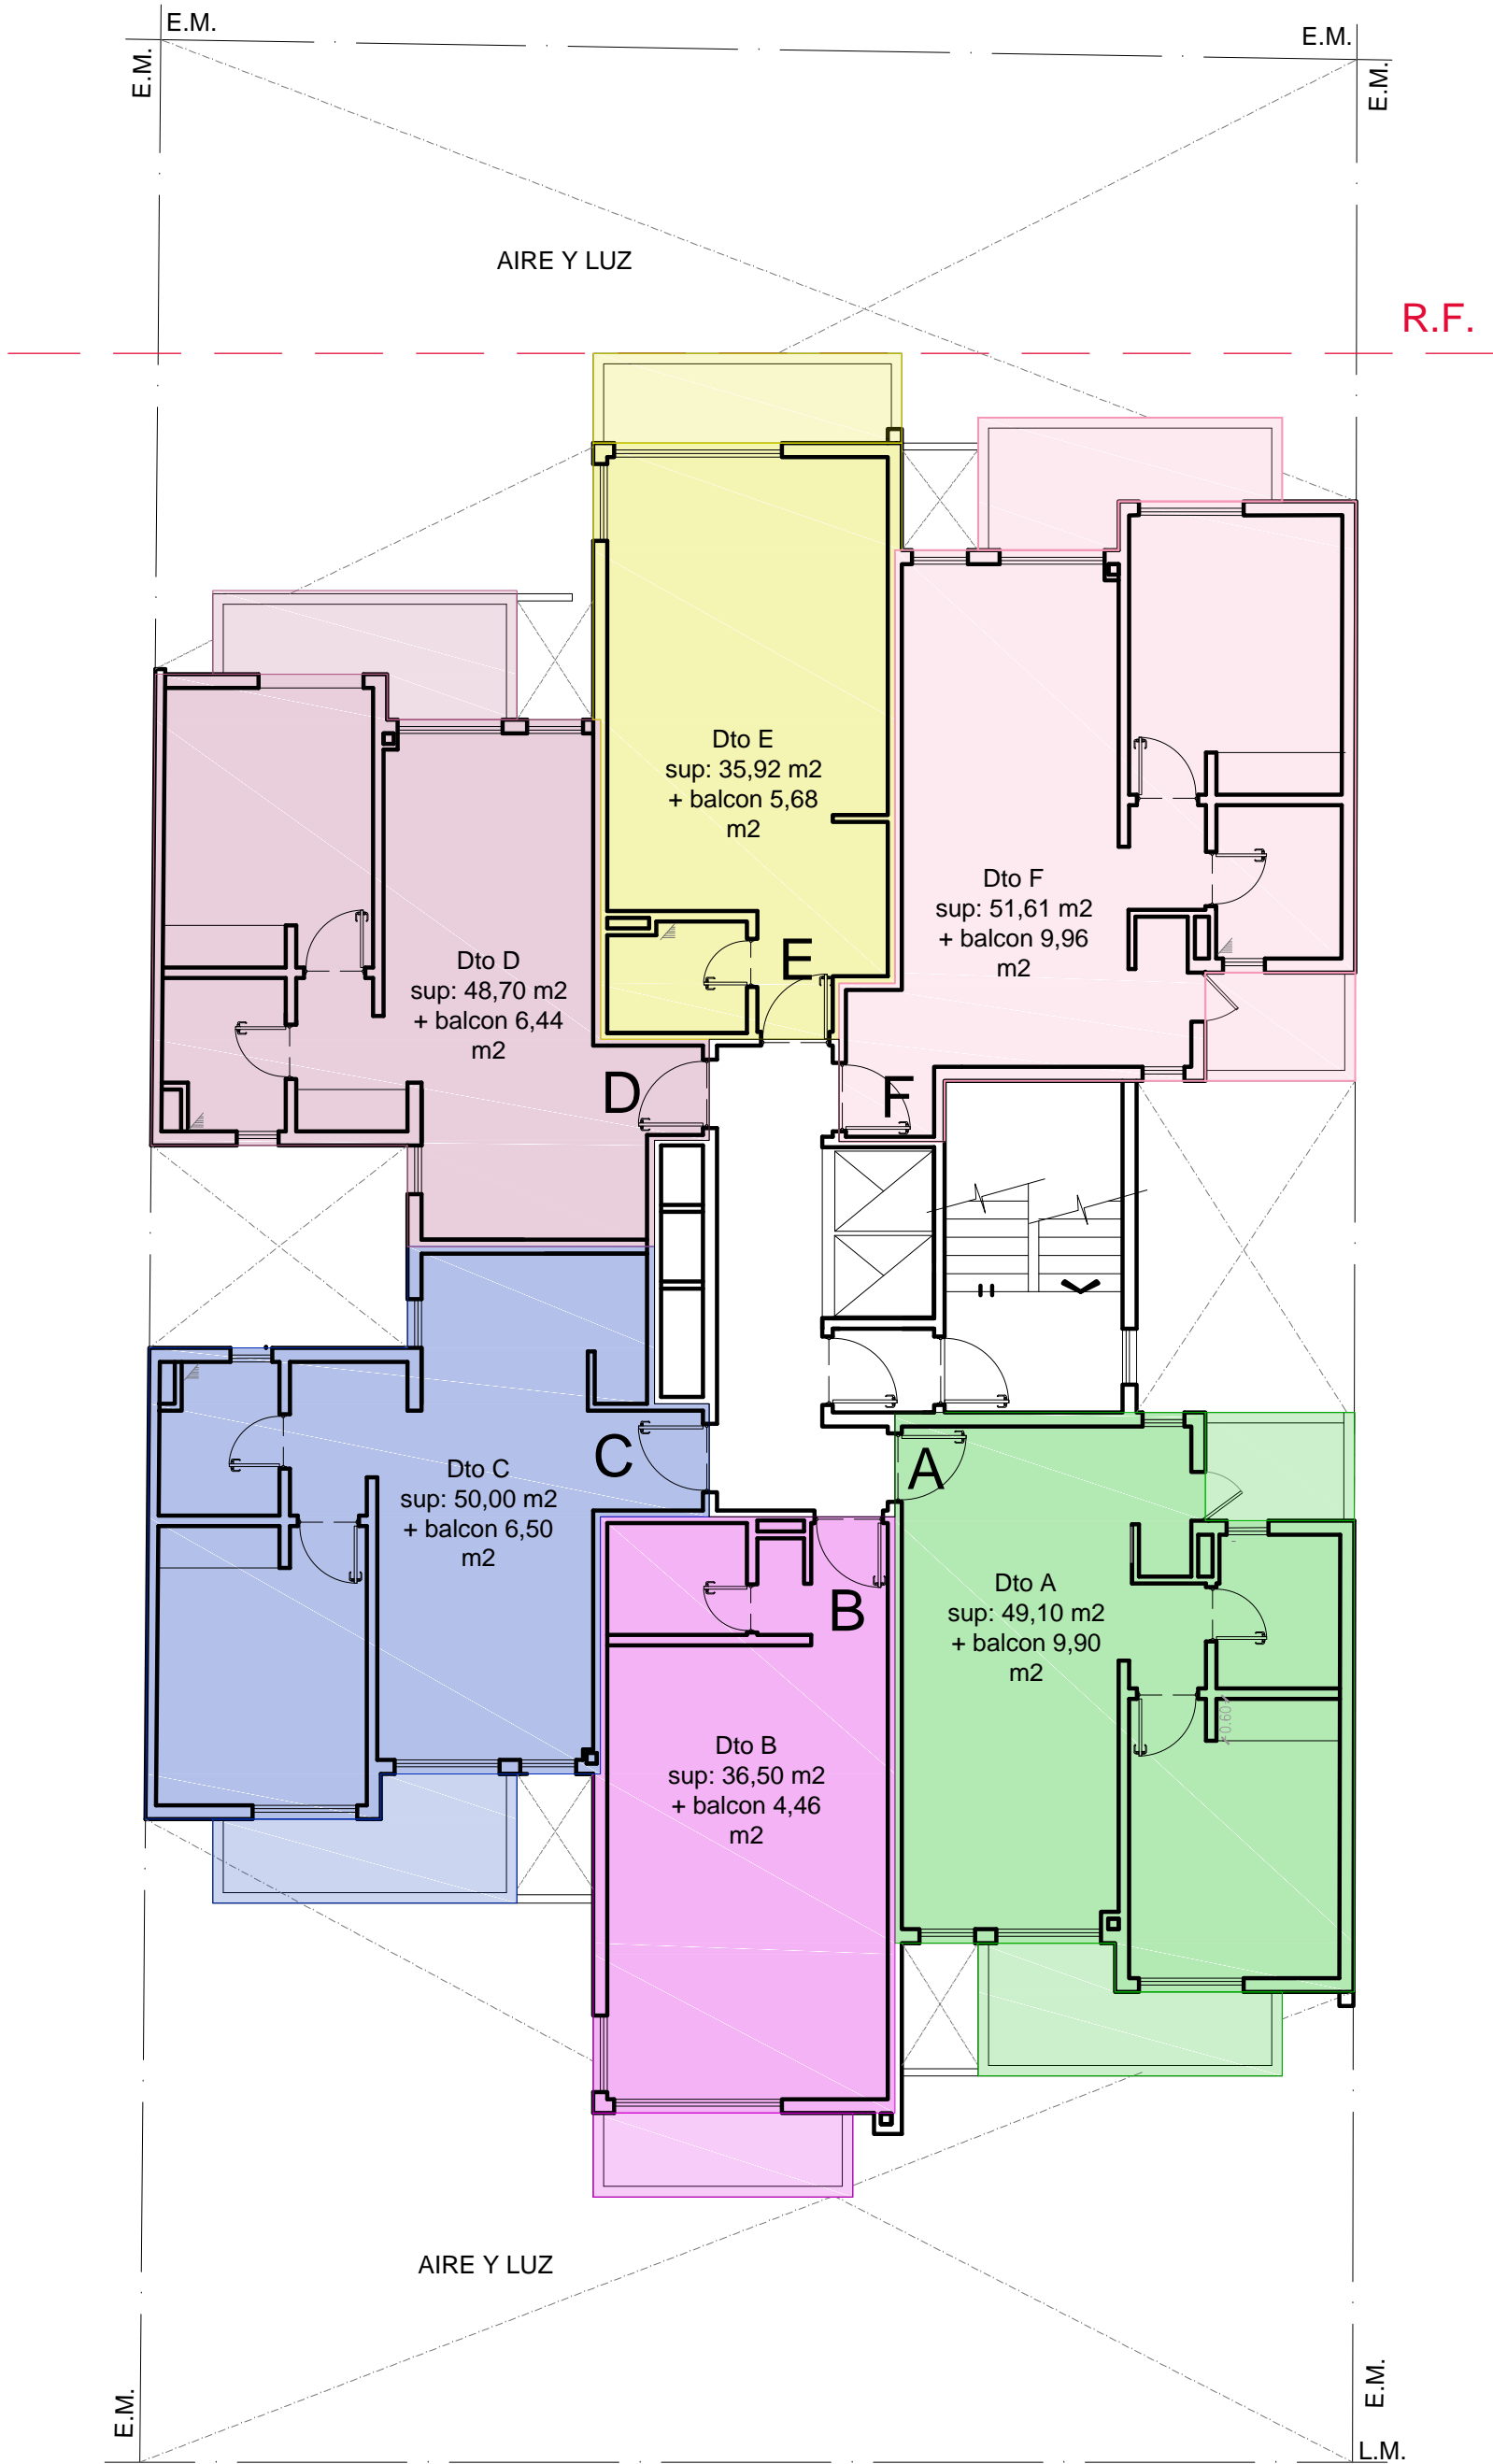 E.M.
E.M.
E.M.
E.M.
AIRE Y LUZ
R.F.
Dto E
sup: 35,92 m2
+ balcon 5,68
m2
Dto F
sup: 51,61 m2
+ balcon 9,96
m2
E
Dto D
sup: 48,70 m2
+ balcon 6,44
m2
D
F
C
A
Dto C
sup: 50,00 m2
+ balcon 6,50
m2
B
Dto A
sup: 49,10 m2
+ balcon 9,90
m2
0.60
Dto B
sup: 36,50 m2
+ balcon 4,46
m2
AIRE Y LUZ
E.M.
E.M.
L.M.